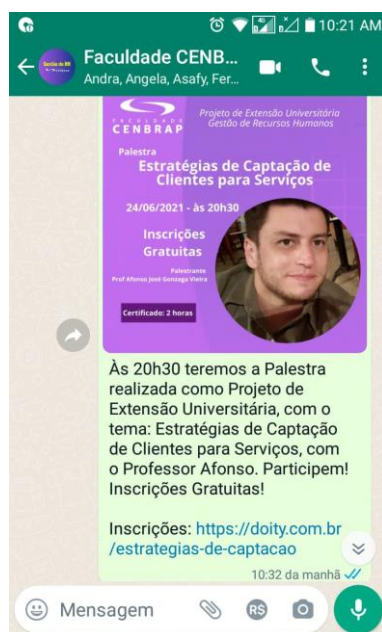 10:21 AM
Faculdade CENB...
Andra, Angela, Asafy, Fer...
FACULDADE
CENBRAP
Projeto de Extensão Universitária
Gestão de Recursos Humanos
Palestra
Estratégias de Captação de
Clientes para Serviços
24/06/2021 - às 20h30
Inscrições
Gratuitas
Palestrante
Prof Afonso José Gonzaga Vieira
Certificado: 2 horas
Às 20h30 teremos a Palestra
realizada como Projeto de
Extensão Universitária, com o
tema: Estratégias de Captação
de Clientes para Serviços, com
o Professor Afonso. Participem!
Inscrições Gratuitas!
Inscrições: https://doity.com.br
/estrategias-de-captacao
10:32 da manhã
Mensagem
R$